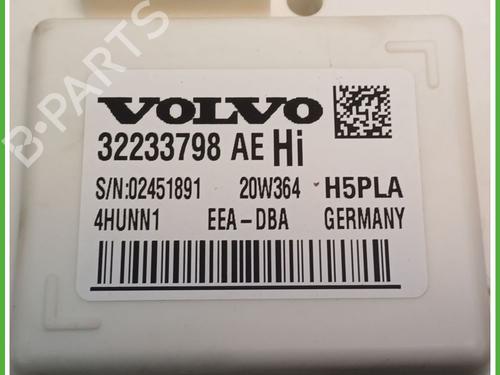 VOLVO
32233798 AE Hi
S/N:02451891 20W364 H5PLA
4HUNN1 EEA-DBA GERMANY
B-PARTS